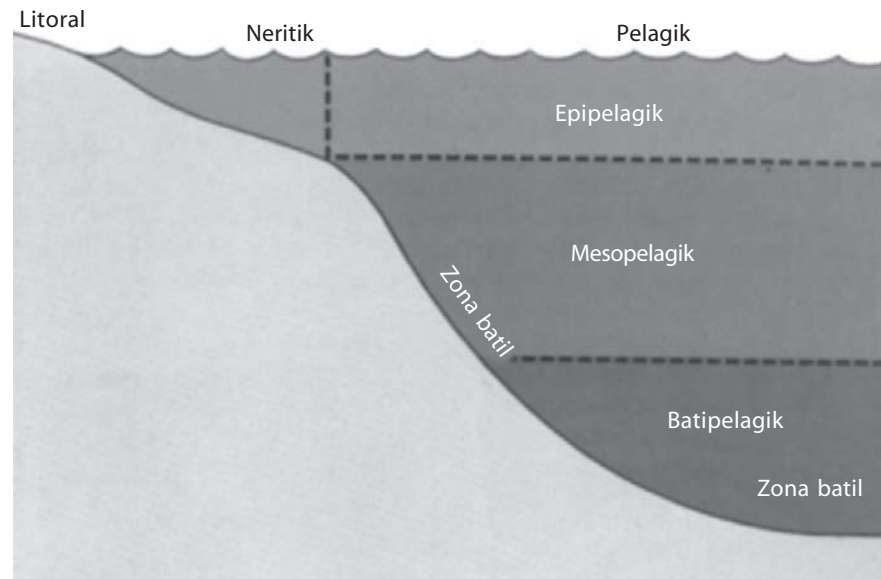 Litoral
Neritik
Pelagik
Epipelagik
Mesopelagik
Zona batil
Batipelagik
Zona batil